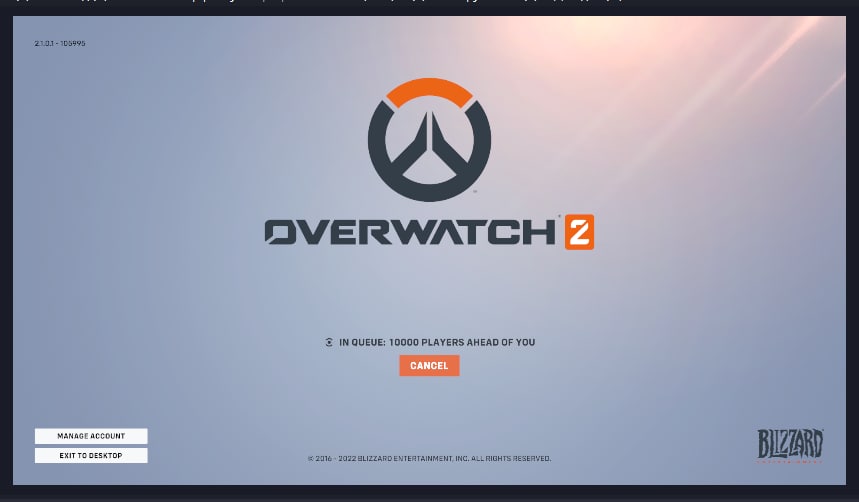 2.1.0.1 - 105995
OVERWATCH 2
IN QUEUE: 10000 PLAYERS AHEAD OF YOU
CANCEL
MANAGE ACCOUNT
EXIT TO DESKTOP
© 2016 - 2022 BLIZZARD ENTERTAINMENT, INC. ALL RIGHTS RESERVED.
BLIZZARD
ENTERTAINMENT